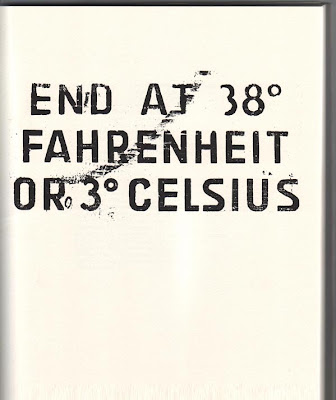 END AT 38°
FAHRENHEIT
OR 3° CELSIUS